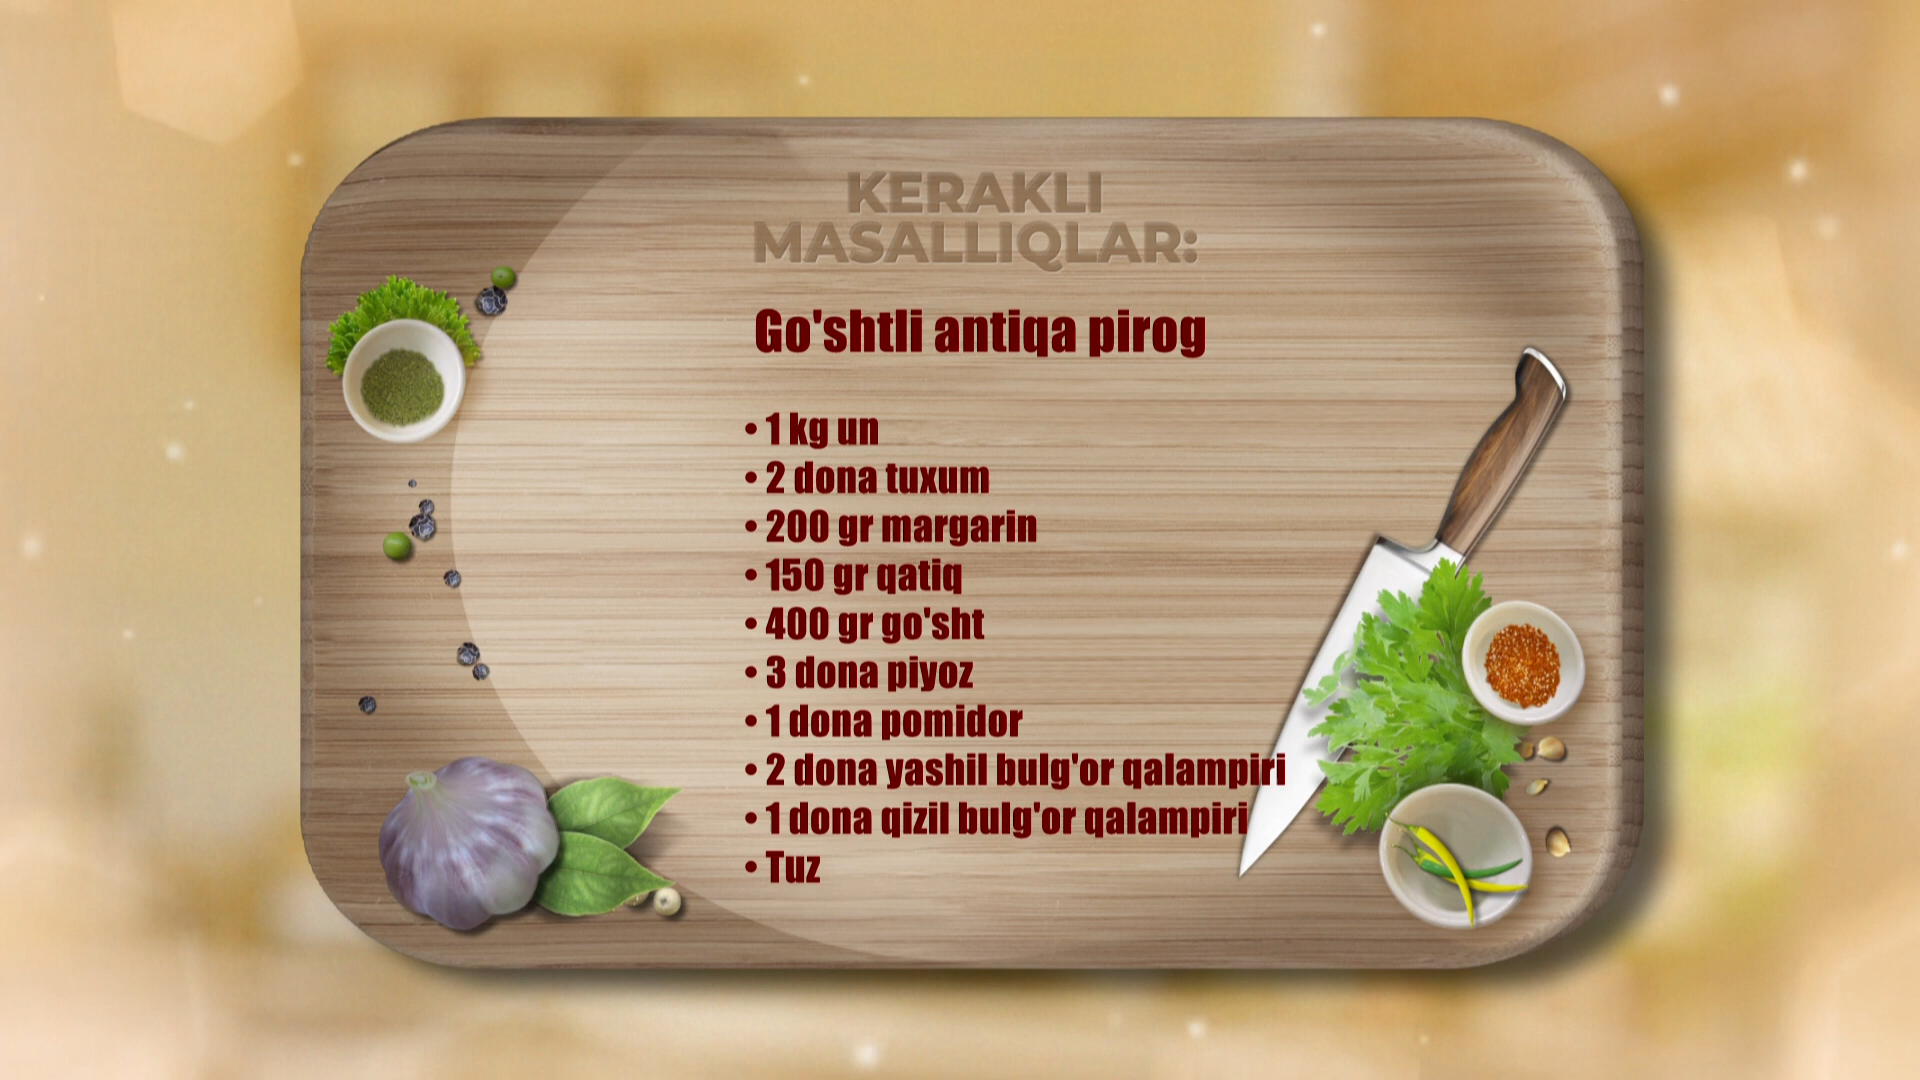 KERAKLI
MASALLIQLAR:
Go'shtli antiqa pirog
• 1 kg un
• 2 dona tuxum
• 200 gr margarin
• 150 gr qatiq
• 400 gr go'sht
• 3 dona piyoz
• 1 dona pomidor
• 2 dona yashil bulg'or qalampiri
• 1 dona qizil bulg'or qalampiri
• Tuz